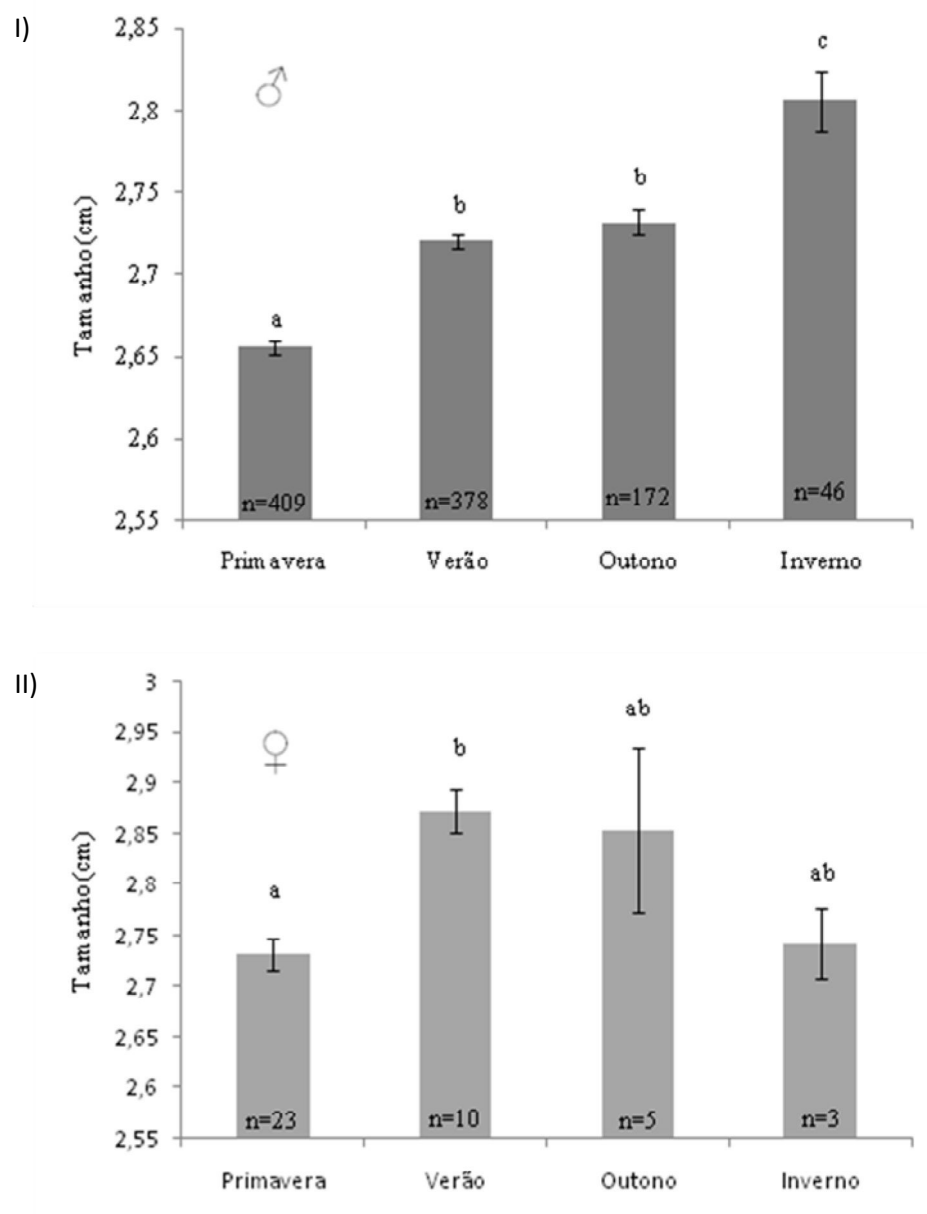 I)
2,85
2,8
2,75
2,7
2,65
2,6
2,55
Tamanho(cm)
♂
a
b
b
c
n=409
n=378
n=172
n=46
Primavera
Verão
Outono
Inverno
II)
3
2,95
2,9
2,85
2,8
2,75
2,7
2,65
2,6
2,55
Tamanho(cm)
♀
a
b
ab
ab
n=23
n=10
n=5
n=3
Primavera
Verão
Outono
Inverno